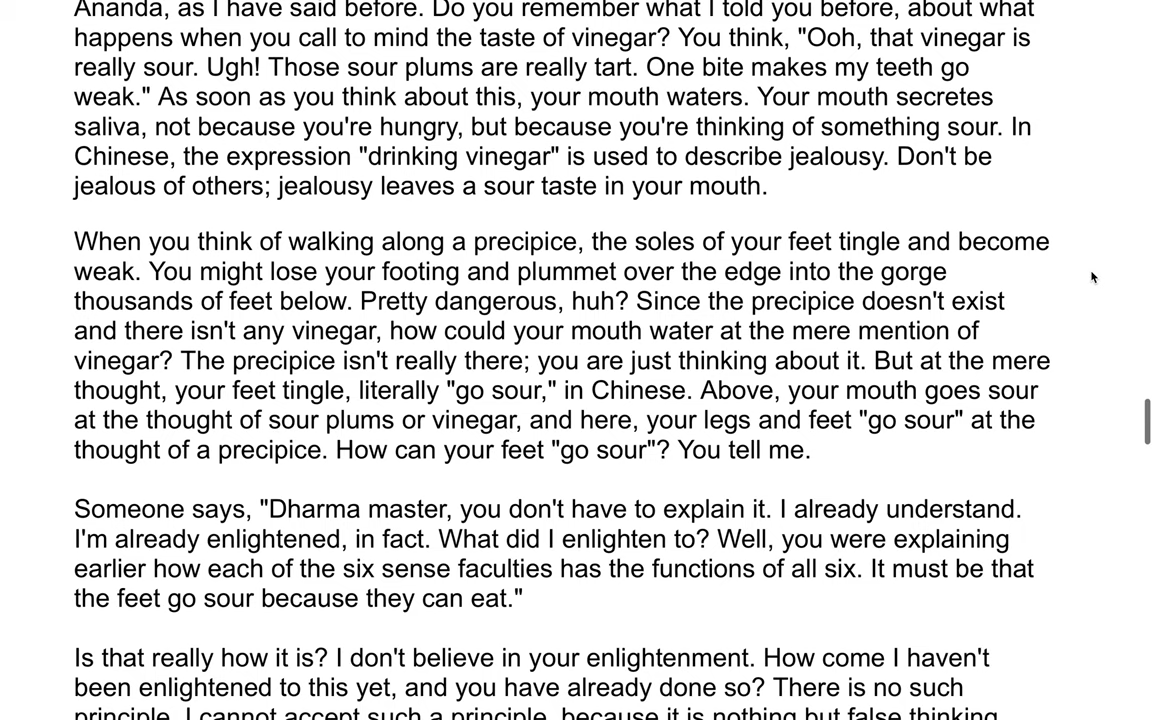 Ananda, as I have said before. Do you remember what I told you before, about what
happens when you call to mind the taste of vinegar? You think, "Ooh, that vinegar is
really sour. Ugh! Those sour plums are really tart. One bite makes my teeth go
weak." As soon as you think about this, your mouth waters. Your mouth secretes
saliva, not because you're hungry, but because you're thinking of something sour. In
Chinese, the expression "drinking vinegar" is used to describe jealousy. Don't be
jealous of others; jealousy leaves a sour taste in your mouth.
When you think of walking along a precipice, the soles of your feet tingle and become
weak. You might lose your footing and plummet over the edge into the gorge
thousands of feet below. Pretty dangerous, huh? Since the precipice doesn't exist
and there isn't any vinegar, how could your mouth water at the mere mention of
vinegar? The precipice isn't really there; you are just thinking about it. But at the mere
thought, your feet tingle, literally "go sour," in Chinese. Above, your mouth goes sour
at the thought of sour plums or vinegar, and here, your legs and feet "go sour" at the
thought of a precipice. How can your feet "go sour"? You tell me.
Someone says, "Dharma master, you don't have to explain it. I already understand.
I'm already enlightened, in fact. What did I enlighten to? Well, you were explaining
earlier how each of the six sense faculties has the functions of all six. It must be that
the feet go sour because they can eat."
Is that really how it is? I don't believe in your enlightenment. How come I haven't
been enlightened to this yet, and you have already done so? There is no such
principle. I cannot accept such a principle, because it is nothing but false thinking